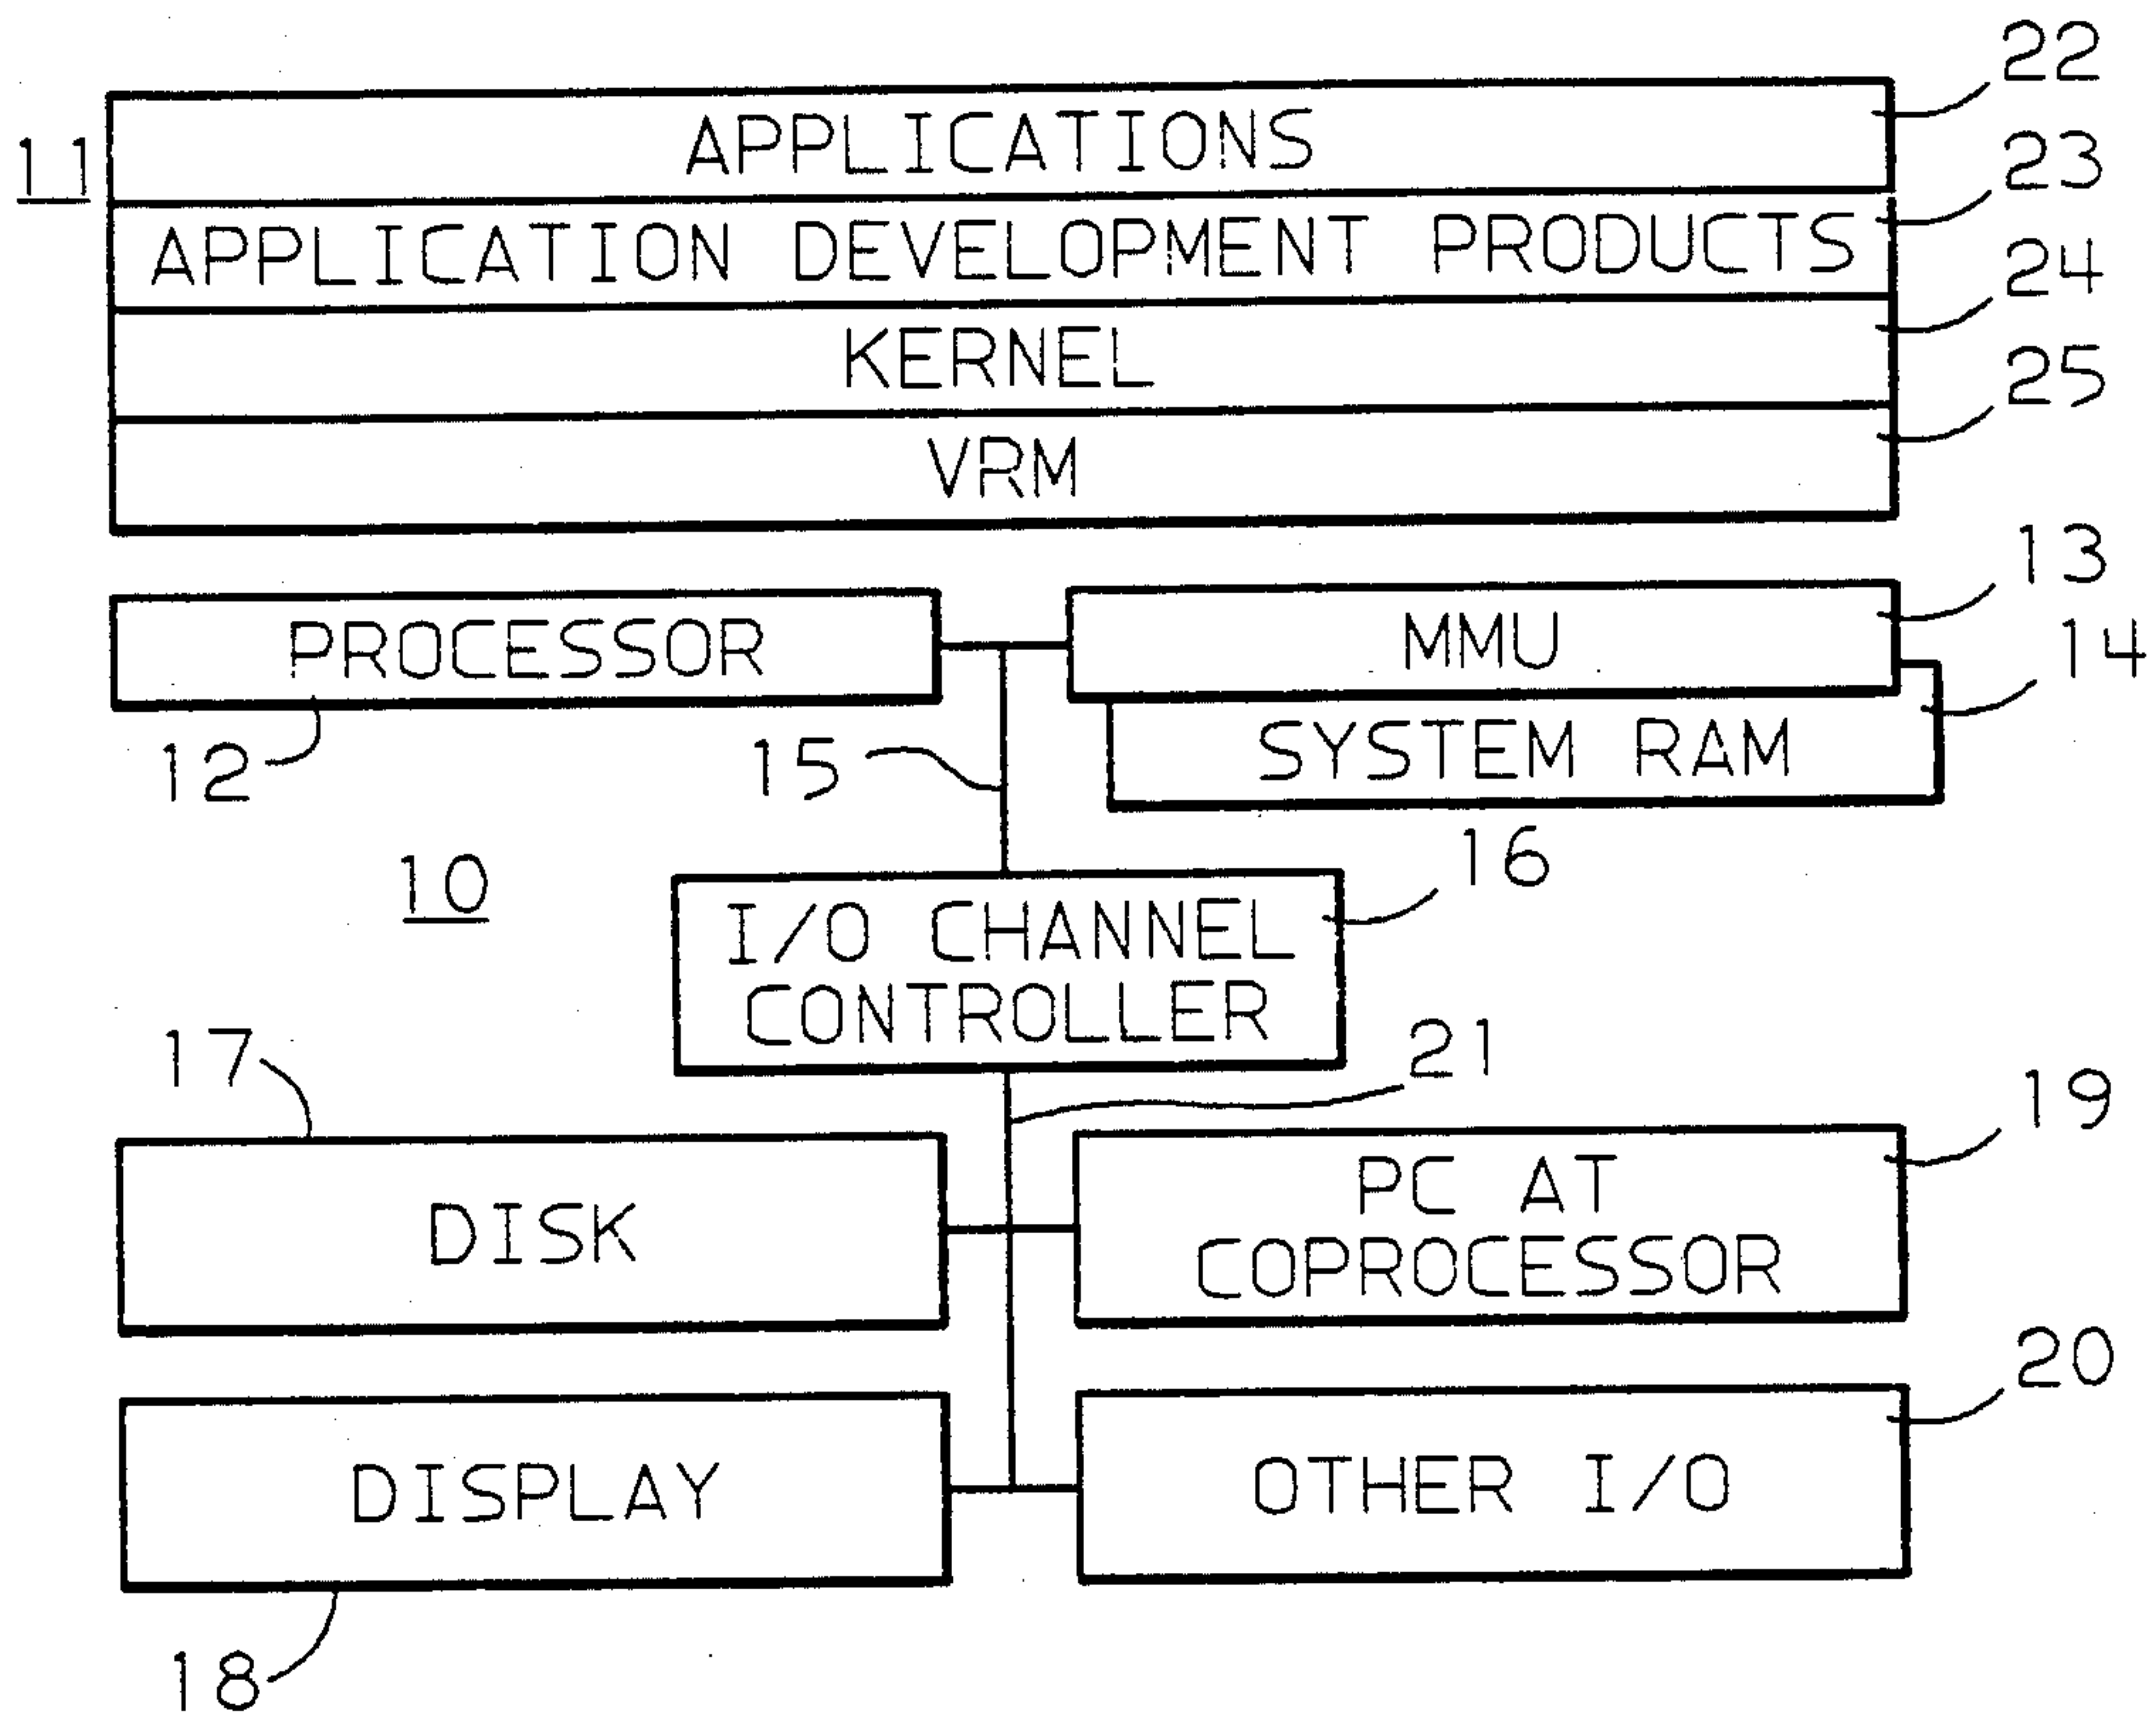 22
APPLICATIONS
11
23
APPLICATION DEVELOPMENT PRODUCTS
24
KERNEL
25
VRM
13
PROCESSOR
MMU
14
12
15
SYSTEM RAM
16
10
I/O CHANNEL
CONTROLLER
17
21
19
DISK
PC AT
COPROCESSOR
20
DISPLAY
OTHER I/O
18